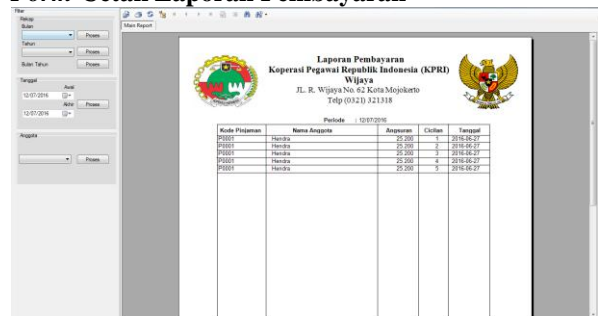 Form Cetak Laporan Pembayaran
Filter
Rekap
Bulan
Proses
Tahun
Proses
Bulan Tahun
Proses
Tanggal
Awal
12/07/2016
Akhir
Proses
12/07/2016
Anggota
Proses
Main Report
Laporan Pembayaran
Koperasi Pegawai Republik Indonesia (KPRI)
Wijaya
JL. R. Wijaya No. 62 Kota Mojokerto
Telp (0321) 321318
Periode : 12/07/2016
Kode Pinjaman Nama Anggota Angsuran Cicilan Tanggal
P0001 Hendra 25.200 1 2016-06-27
P0001 Hendra 25.200 2 2016-06-27
P0001 Hendra 25.200 3 2016-06-27
P0001 Hendra 25.200 4 2016-06-27
P0001 Hendra 25.200 5 2016-06-27